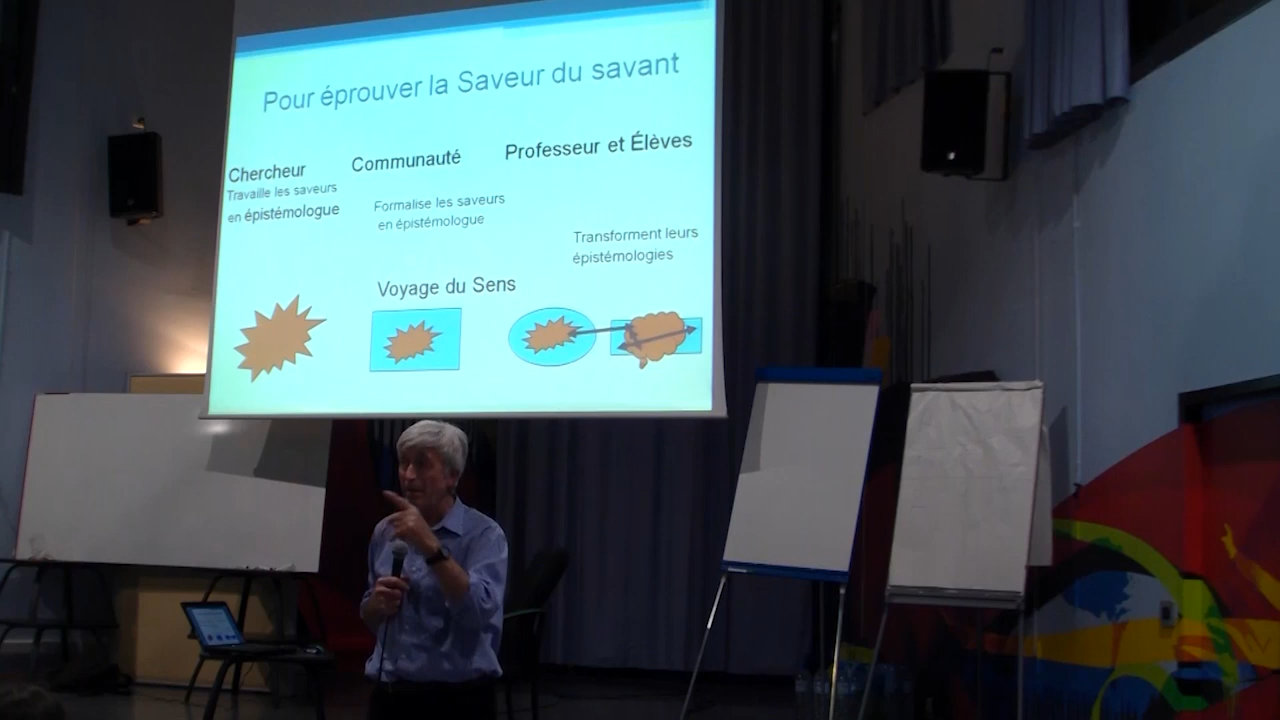 Pour éprouver la Saveur du savant
Chercheur
Travaille les saveurs
en épistémologue
Communauté
Formalise les saveurs
en épistémologue
Professeur et Élèves
Transforment leurs
épistémologies
Voyage du Sens